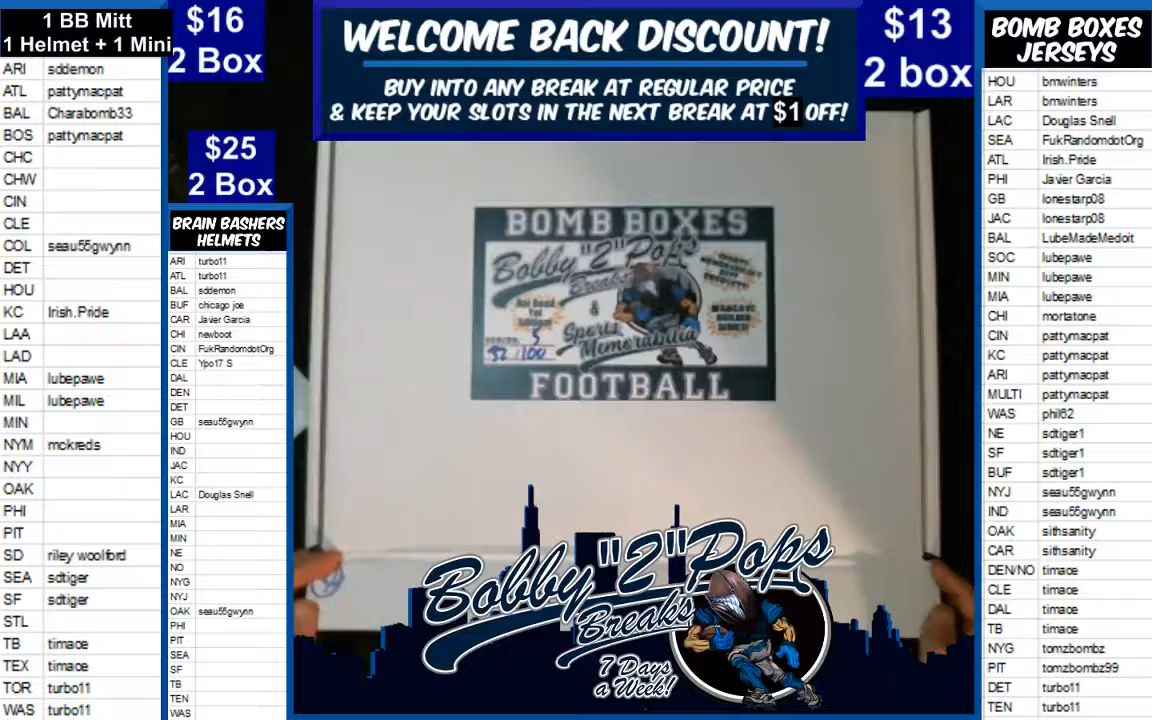 1 BB Mitt
1 Helmet + 1 Mini
ARI sddemon
ATL pattymacpat
BAL Charabomb33
BOS pattymacpat
CHC
CHW
CIN
CLE
COL seau55gwynn
DET
HOU
KC Irish.Pride
LAA
LAD
MIA lubepawe
MIL lubepawe
MIN
NYM mckreds
NYY
OAK
PHI
PIT
SD riley woolford
SEA sdtiger
SF sdtiger
STL
TB timace
TEX timace
TOR turbo11
WAS turbo11
$16
2 Box
$25
2 Box
BRAIN BASHERS
HELMETS
ARI turbo11
ATL turbo11
BAL sddemon
BUF chicago joe
CAR Javier Garcia
CHI newboot
CIN FukRandomdotOrg
CLE Ypo17 S
DAL
DEN
DET
GB seau55gwynn
HOU
IND
JAC
KC
LAC Douglas Snell
LAR
MIA
MIN
NE
NO
NYG
NYJ
OAK seau55gwynn
PHI
PIT
SEA
SF
TB
TEN
WAS
WELCOME BACK DISCOUNT!
BUY INTO ANY BREAK AT REGULAR PRICE
& KEEP YOUR SLOTS IN THE NEXT BREAK AT $1 OFF!
BOMB BOXES
Bobby "2" Pops
Breaks
&
Sports
Memorabilia
5
92 /100
FOOTBALL
Bobby "2" Pops
Breaks
7 Days
a Week!
$13
2 box
BOMB BOXES
JERSEYS
HOU bmwinters
LAR bmwinters
LAC Douglas Snell
SEA FukRandomdotOrg
ATL Irish.Pride
PHI Javier Garcia
GB lonestarp08
JAC lonestarp08
BAL LubeMadeMedoit
SOC lubepawe
MIN lubepawe
MIA lubepawe
CHI mortatone
CIN pattymacpat
KC pattymacpat
ARI pattymacpat
MULTI pattymacpat
WAS phil62
NE sdtiger1
SF sdtiger1
BUF sdtiger1
NYJ seau55gwynn
IND seau55gwynn
OAK sithsanity
CAR sithsanity
DEN/NO timace
CLE timace
DAL timace
TB timace
NYG tomzbombz
PIT tomzbombz99
DET turbo11
TEN turbo11